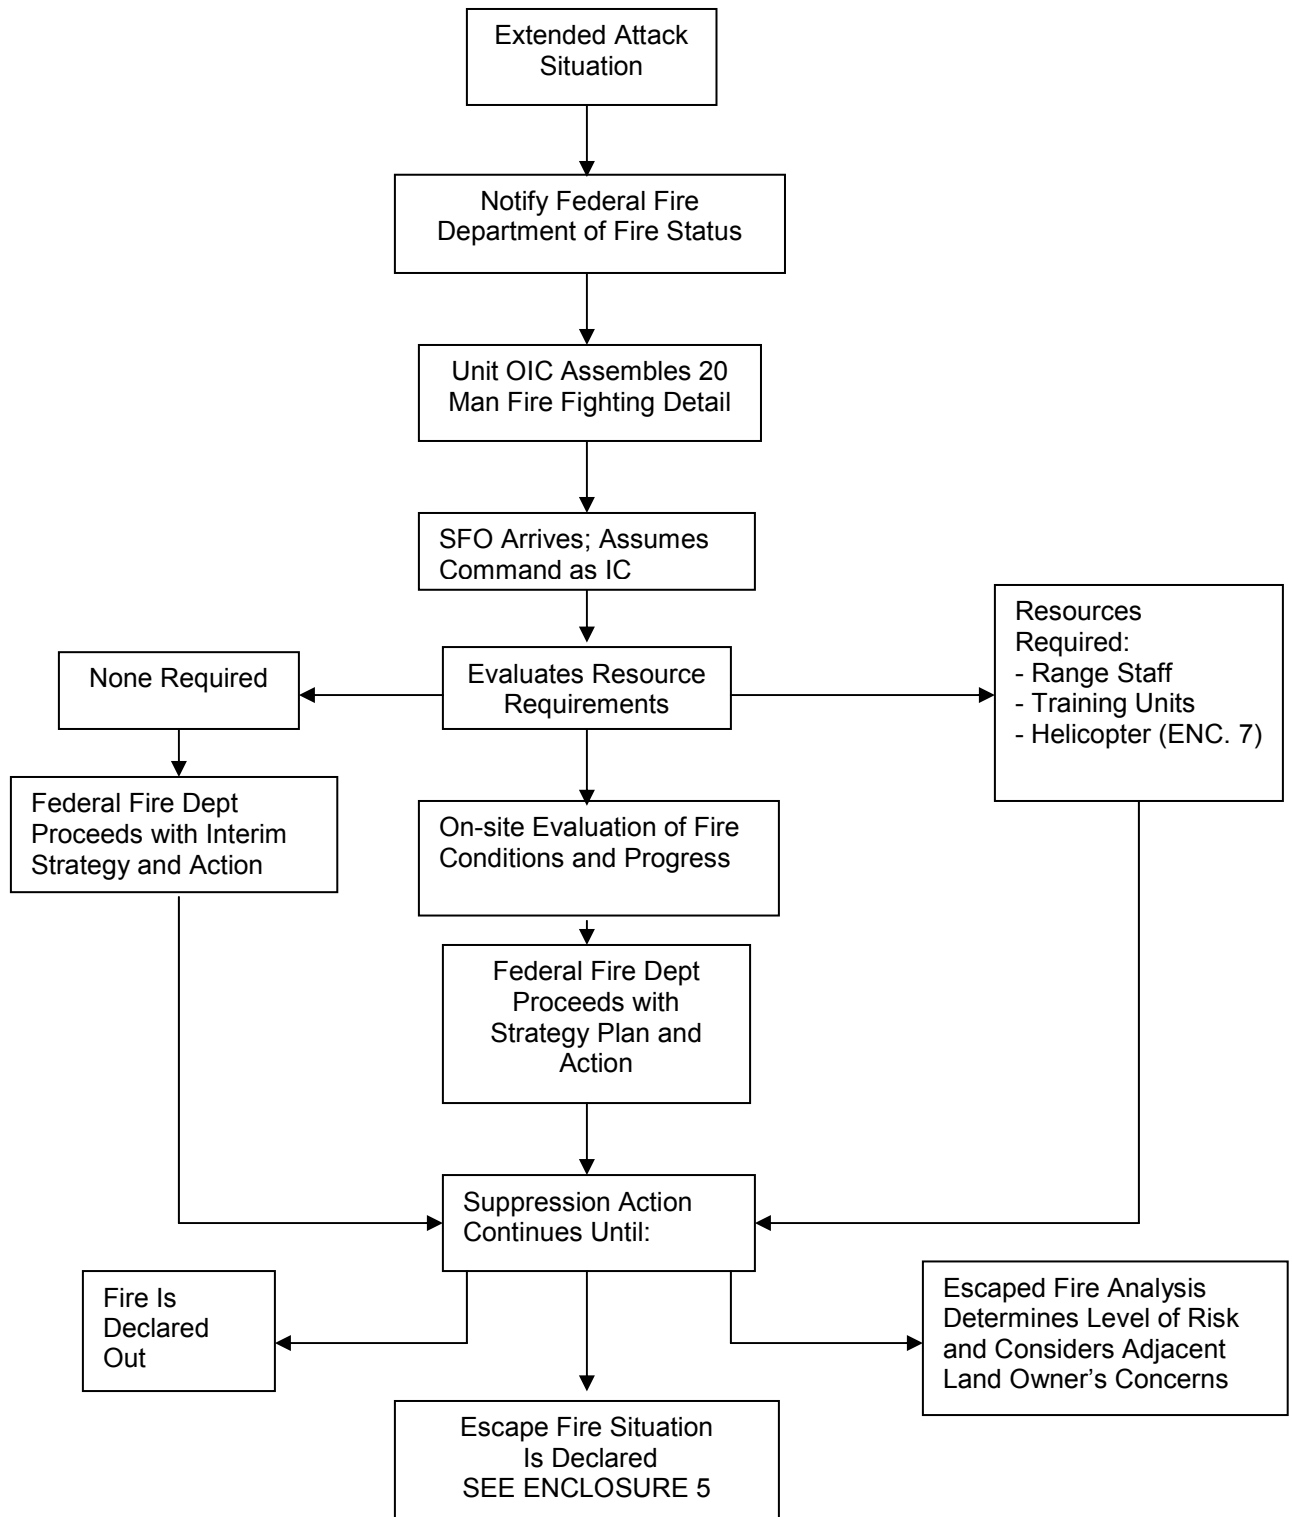 Extended Attack
Situation
Notify Federal Fire
Department of Fire Status
Unit OIC Assembles 20
Man Fire Fighting Detail
SFO Arrives; Assumes
Command as IC
Resources
Required:
- Range Staff
- Training Units
- Helicopter (ENC. 7)
None Required
Evaluates Resource
Requirements
Federal Fire Dept
Proceeds with Interim
Strategy and Action
On-site Evaluation of Fire
Conditions and Progress
Federal Fire Dept
Proceeds with
Strategy Plan and
Action
Suppression Action
Continues Until:
Fire Is
Declared
Out
Escaped Fire Analysis
Determines Level of Risk
and Considers Adjacent
Land Owner’s Concerns
Escape Fire Situation
Is Declared
SEE ENCLOSURE 5